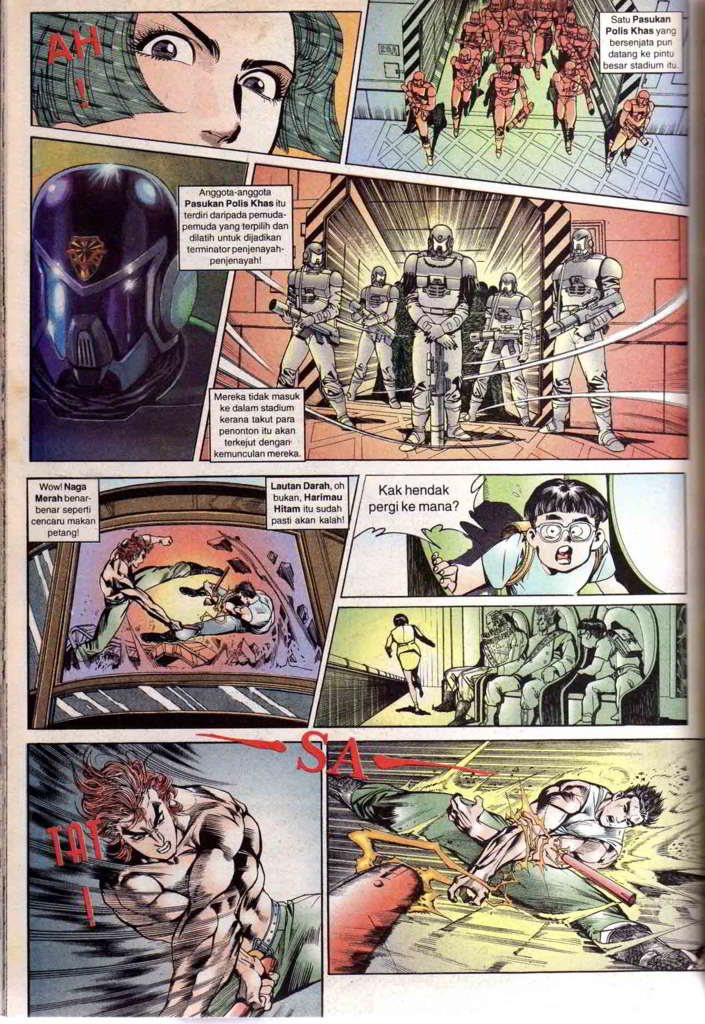 AH
!
Satu Pasukan
Polis Khas yang
bersenjata pun
datang ke pintu
besar stadium itu.
Anggota-anggota
Pasukan Polis Khas itu
terdiri daripada pemuda-
pemuda yang terpilih dan
dilatih untuk dijadikan
terminator penjenayah-
penjenayah!
Mereka tidak masuk
ke dalam stadium
kerana takut para
penonton itu akan
terkejut dengan-
kemunculan mereka.
Wow! Naga
Merah benar-
benar seperti
cencaru makan
petang!
Lautan Darah, oh
bukan, Harimau
Hitam itu sudah
pasti akan kalah!
Kak hendak
pergi ke mana?
SA
TAT
!